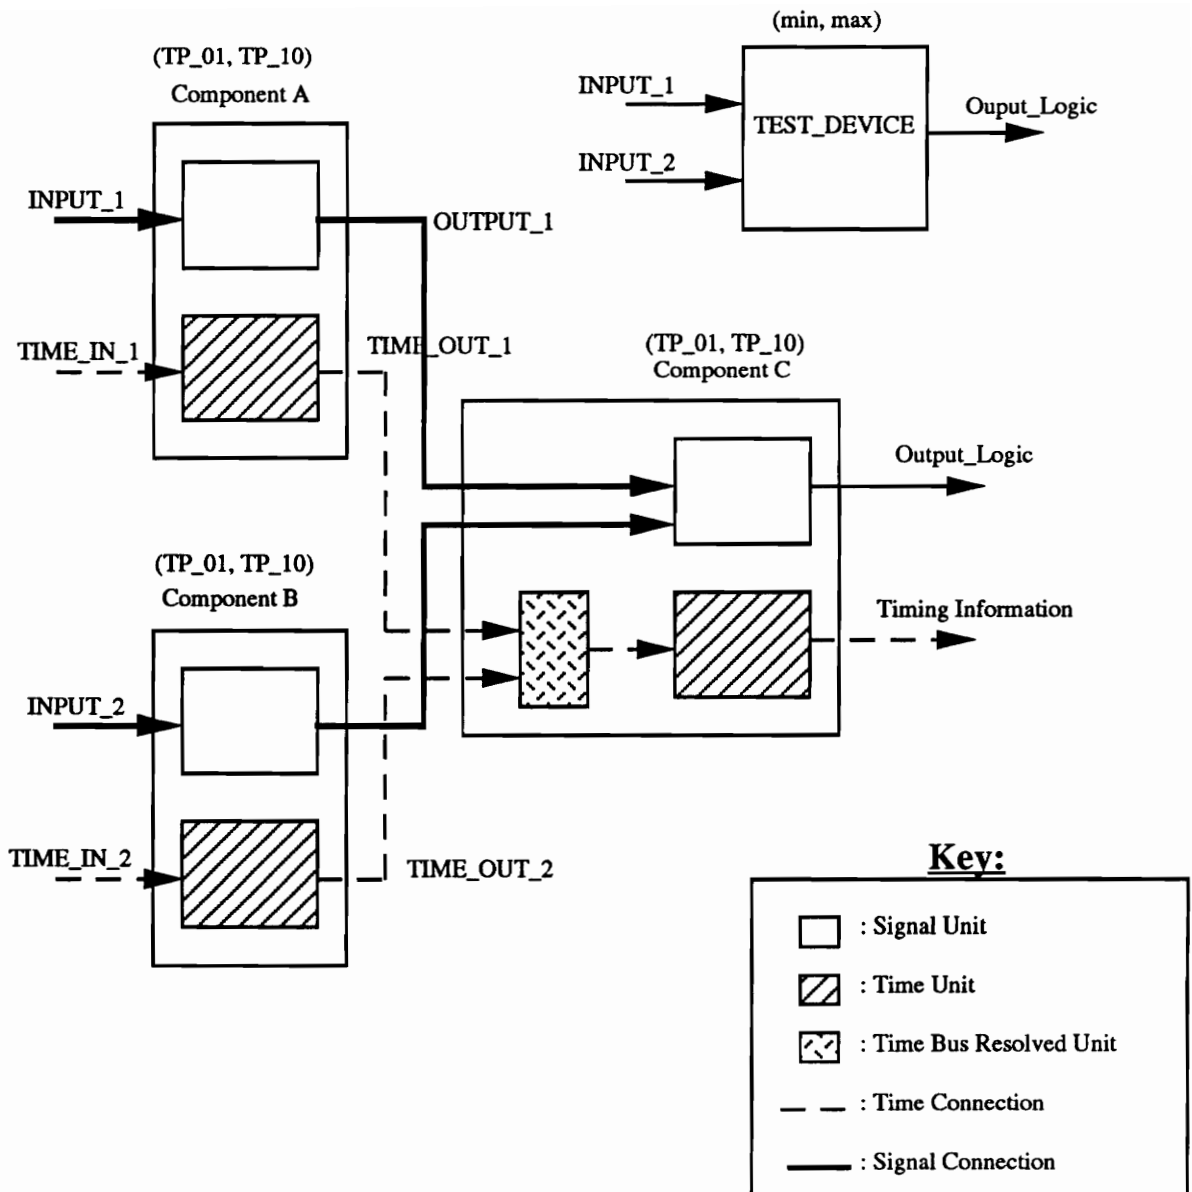 (min, max)
(TP_01, TP_10)
Component A
INPUT_1
INPUT_2
TEST_DEVICE
Ouput_Logic
INPUT_1
OUTPUT_1
TIME_IN_1
TIME_OUT_1
(TP_01, TP_10)
Component C
Output_Logic
(TP_01, TP_10)
Component B
Timing Information
INPUT_2
TIME_IN_2
TIME_OUT_2
Key:
: Signal Unit
: Time Unit
: Time Bus Resolved Unit
: Time Connection
: Signal Connection